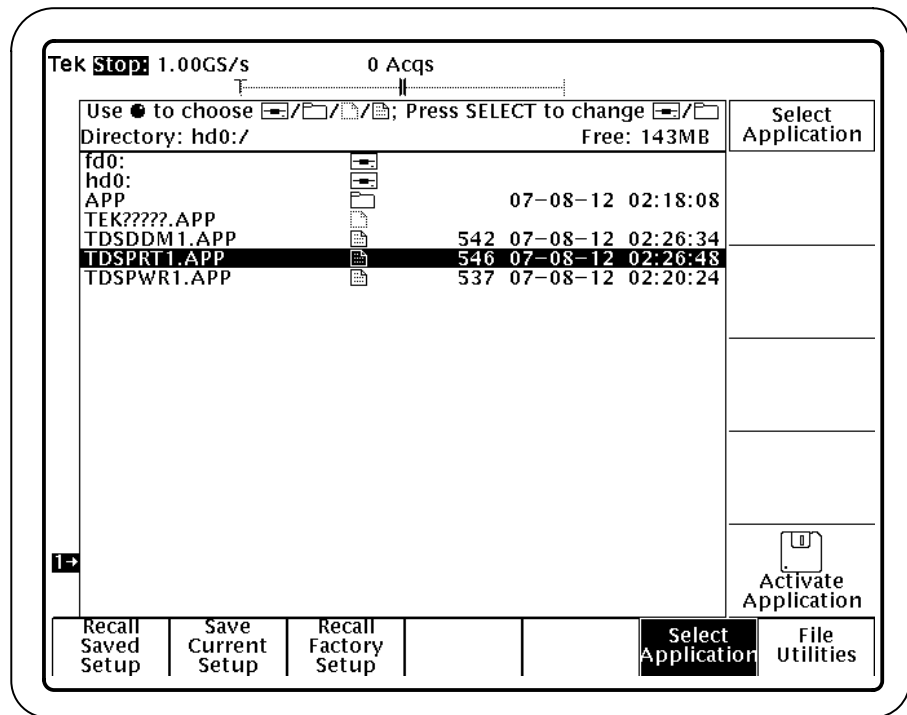 Tek Stop: 1.00GS/s 0 Acqs
Use to choose / / / ; Press SELECT to change /
Directory: hd0:/ Free: 143MB
fd0:
hd0:
APP 07-08-12 02:18:08
TEK?????.APP
TDSDDM1.APP 542 07-08-12 02:26:34
TDSPRT1.APP 546 07-08-12 02:26:48
TDSPWR1.APP 537 07-08-12 02:20:24
Select
Application
1→
Activate
Application
Recall
Saved
Setup
Save
Current
Setup
Recall
Factory
Setup
Select
Application
File
Utilities